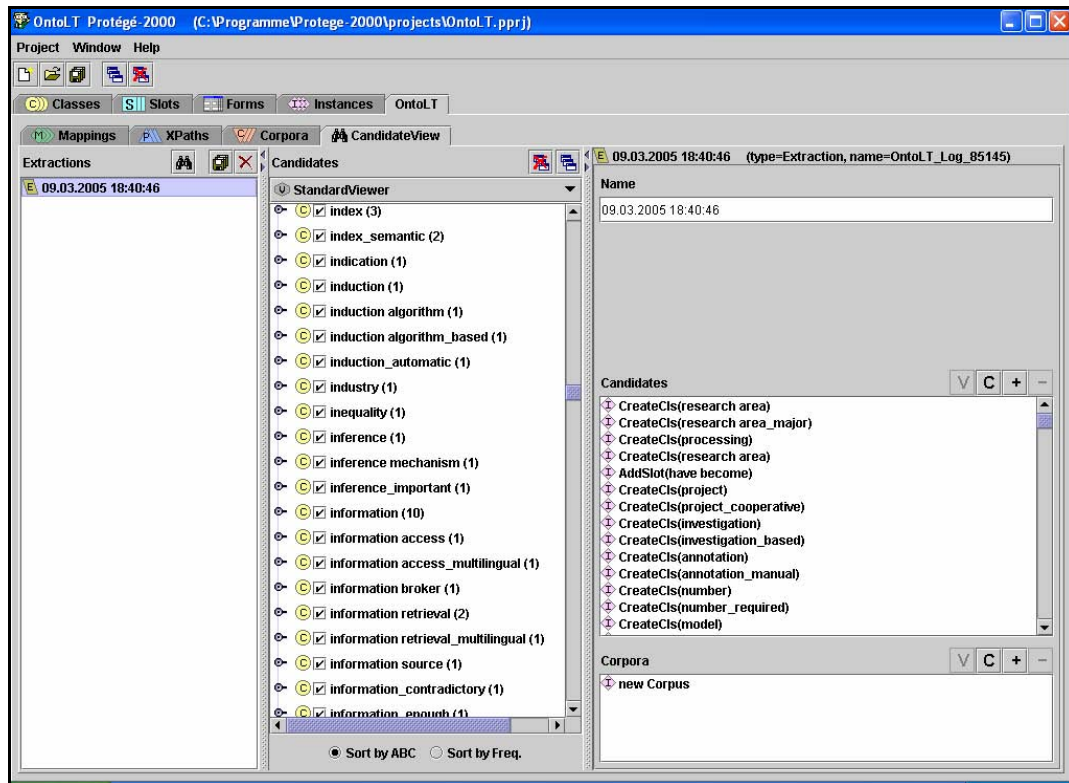 OntoLT Protégé-2000 (C:\Programme\Protege-2000\projects\OntoLT.pprj)
Project Window Help
C Classes S Slots Forms Instances OntoLT
M Mappings P XPaths C Corpora CandidateView
Extractions
E 09.03.2005 18:40:46
Candidates
V StandardViewer
C index (3)
C index_semantic (2)
C indication (1)
C induction (1)
C induction algorithm (1)
C induction algorithm_based (1)
C induction_automatic (1)
C industry (1)
C inequality (1)
C inference (1)
C inference mechanism (1)
C inference_important (1)
C information (10)
C information access (1)
C information access_multilingual (1)
C information broker (1)
C information retrieval (2)
C information retrieval_multilingual (1)
C information source (1)
C information_contradictory (1)
C information_enough (1)
Sort by ABC Sort by Freq.
E 09.03.2005 18:40:46 (type=Extraction, name=OntoLT_Log_85145)
Name
09.03.2005 18:40:46
Candidates V C + −
I CreateCls(research area)
I CreateCls(research area_major)
I CreateCls(processing)
I CreateCls(research area)
I AddSlot(have become)
I CreateCls(project)
I CreateCls(project_cooperative)
I CreateCls(investigation)
I CreateCls(investigation_based)
I CreateCls(annotation)
I CreateCls(annotation_manual)
I CreateCls(number)
I CreateCls(number_required)
I CreateCls(model)
Corpora V C + −
I new Corpus